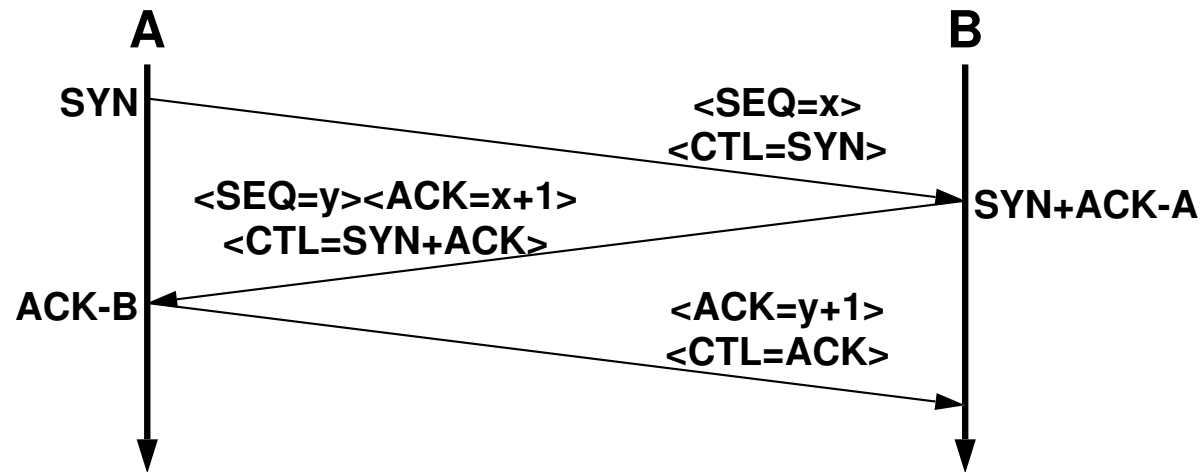 A
B
SYN
<SEQ=x>
<CTL=SYN>
<SEQ=y><ACK=x+1>
<CTL=SYN+ACK>
SYN+ACK-A
ACK-B
<ACK=y+1>
<CTL=ACK>